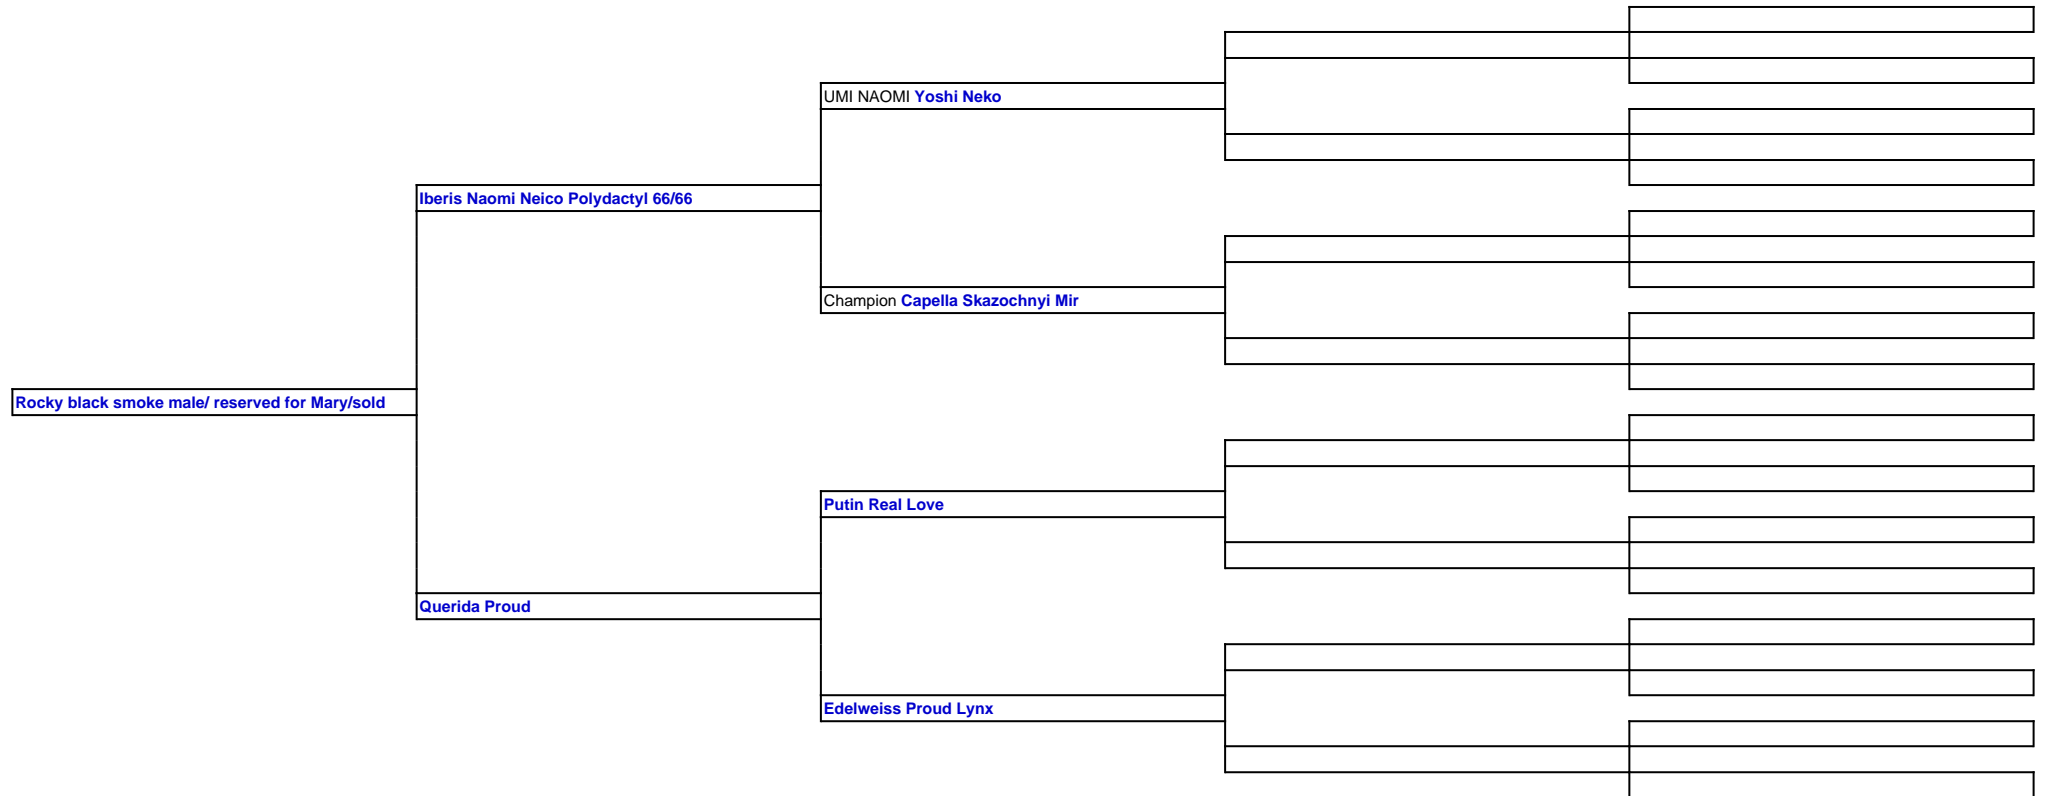 UMI NAOMI Yoshi Neko
Iberis Naomi Neico Polydactyl 66/66
Champion Capella Skazochnyi Mir
Rocky black smoke male/ reserved for Mary/sold
Putin Real Love
Querida Proud
Edelweiss Proud Lynx